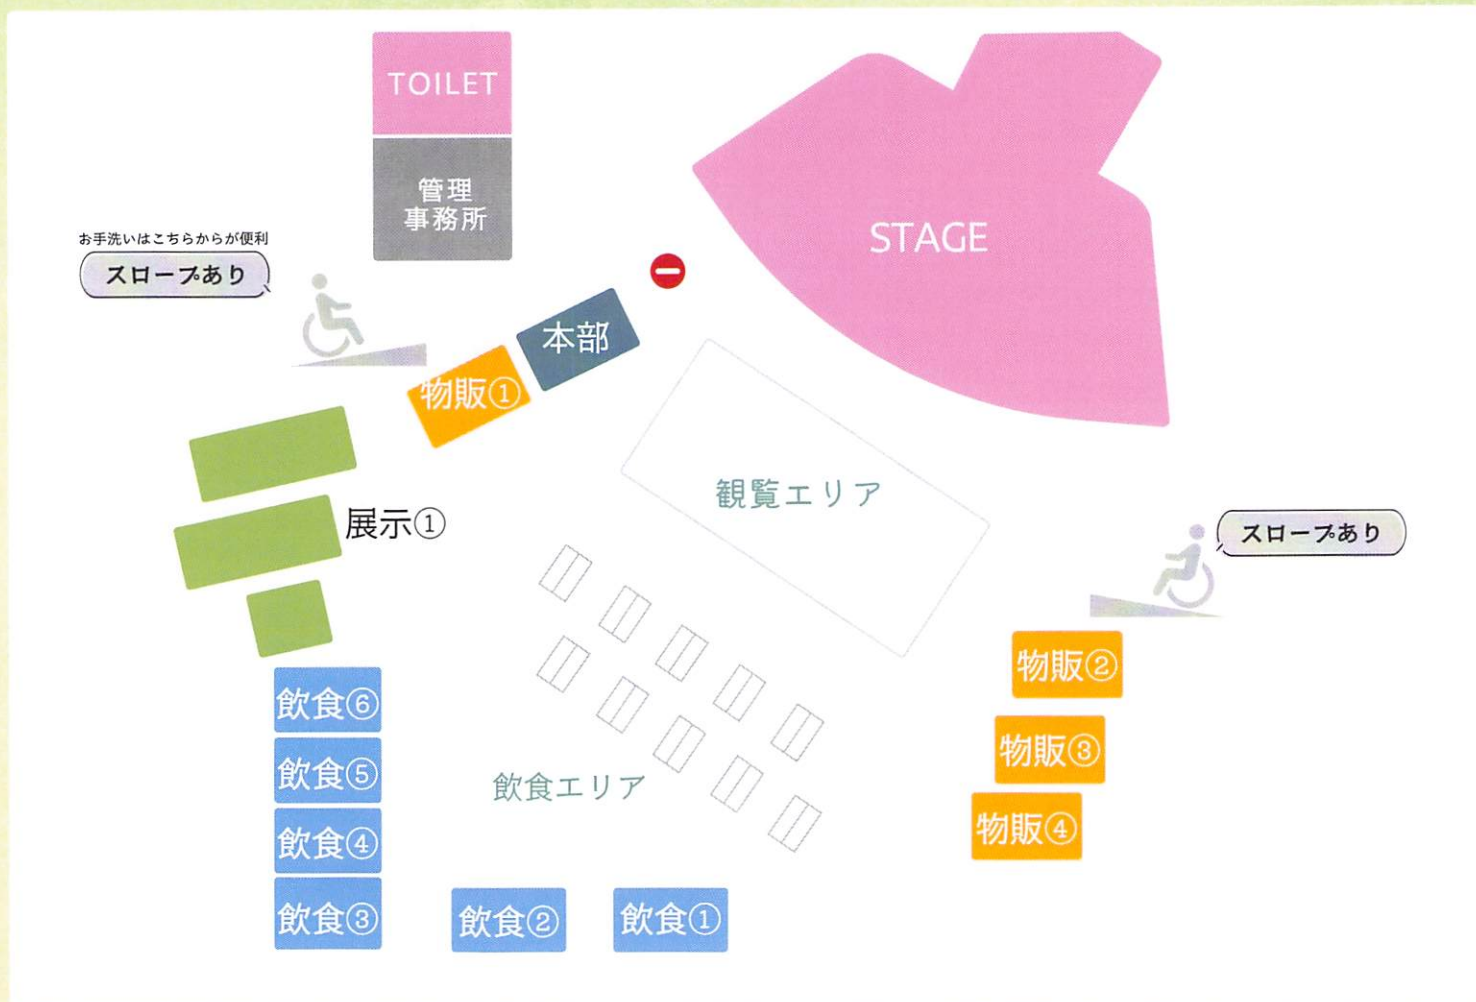 TOILET
管理
事務所
STAGE
お手洗いはこちらからが便利
スロープあり
本部
物販①
観覧エリア
展示①
スロープあり
物販②
飲食⑥
物販③
飲食⑤
飲食エリア
物販④
飲食④
飲食③
飲食②
飲食①